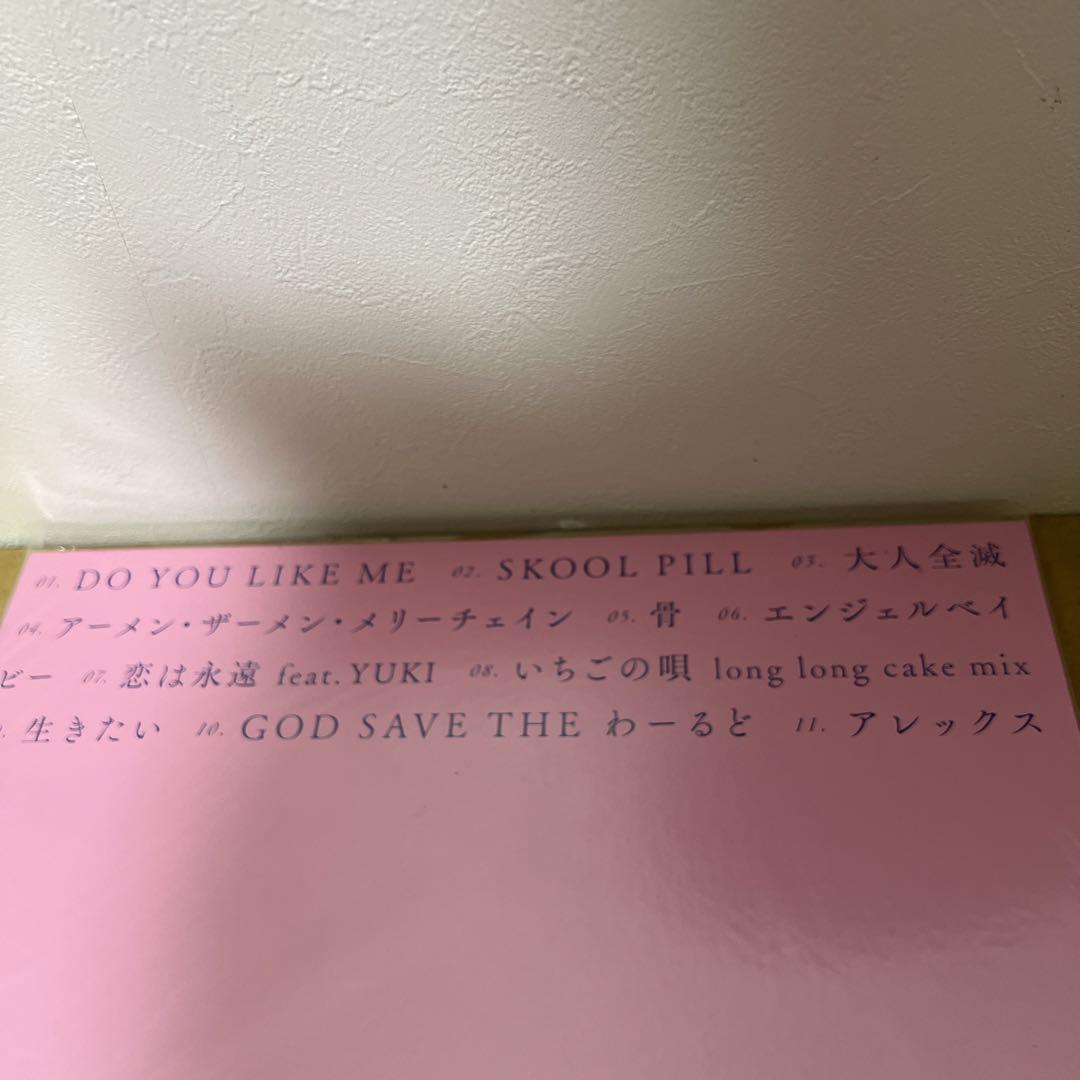 01. DO YOU LIKE ME 02. SKOOL PILL 03. 大人全滅
04. アーメン・ザーメン・メリーチェイン 05. 骨 06. エンジェルベイ
ビー 07. 恋は永遠 feat. YUKI 08. いちごの唄 long long cake mix
. 生きたい 10. GOD SAVE THE わーるど 11. アレックス